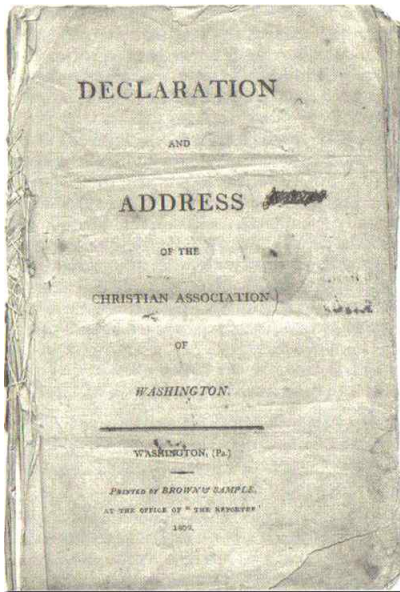 DECLARATION
AND
ADDRESS
OF THE
CHRISTIAN ASSOCIATION
OF
WASHINGTON.
WASHINGTON, (Pa.)
PRINTED BY BROWN & SAMPLE,
AT THE OFFICE OF "THE REPORTER"
1809.